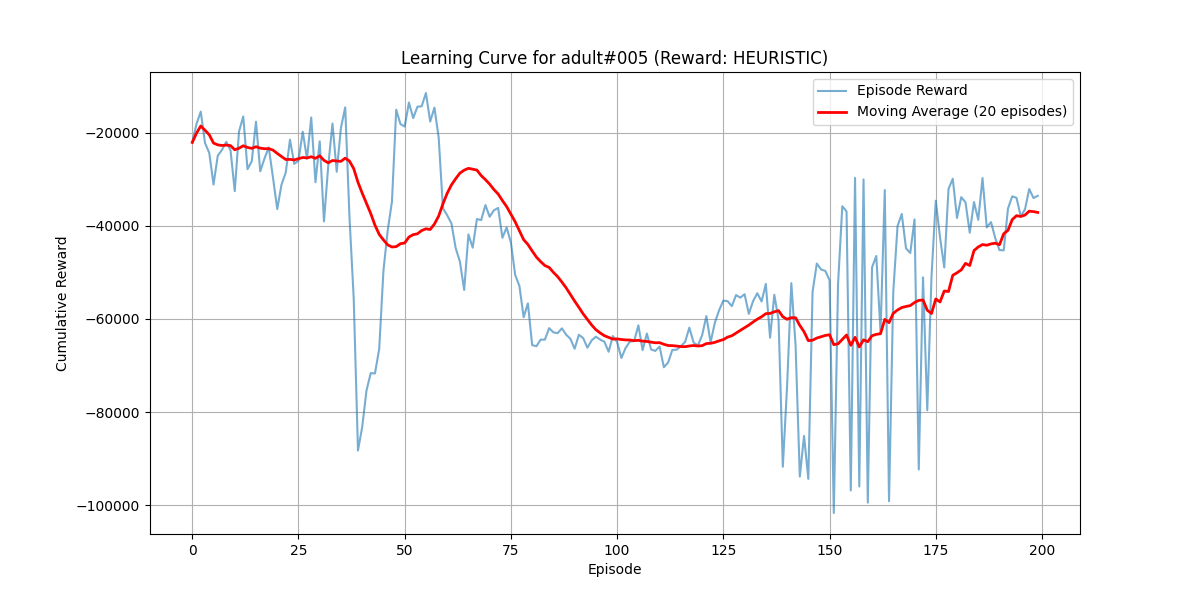 Learning Curve for adult#005 (Reward: HEURISTIC)
Episode Reward
Moving Average (20 episodes)
Cumulative Reward
−20000
−40000
−60000
−80000
−100000
0 25 50 75 100 125 150 175 200
Episode